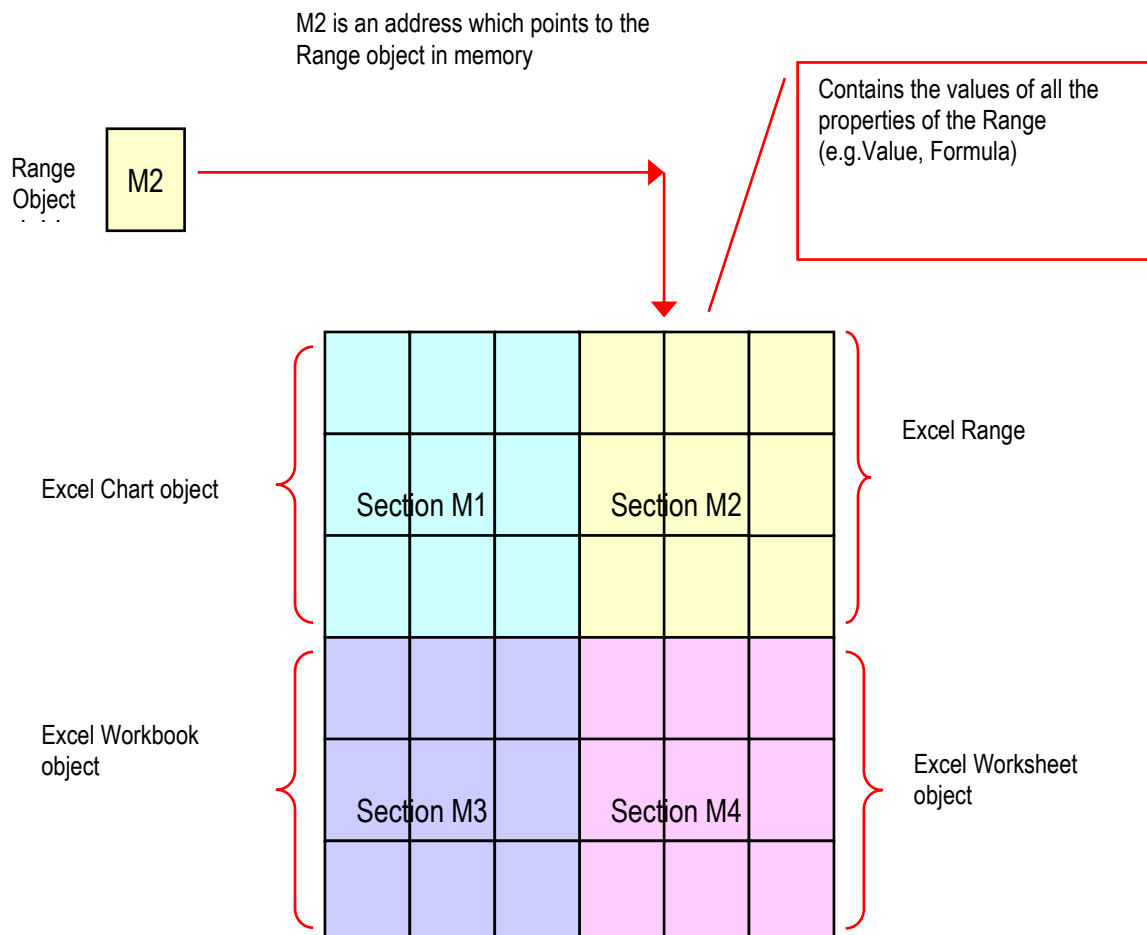 M2 is an address which points to the
Range object in memory
Contains the values of all the
properties of the Range
(e.g.Value, Formula)
Range
Object
M2
Excel Range
Excel Chart object
Section M1
Section M2
Excel Workbook
object
Excel Worksheet
object
Section M3
Section M4